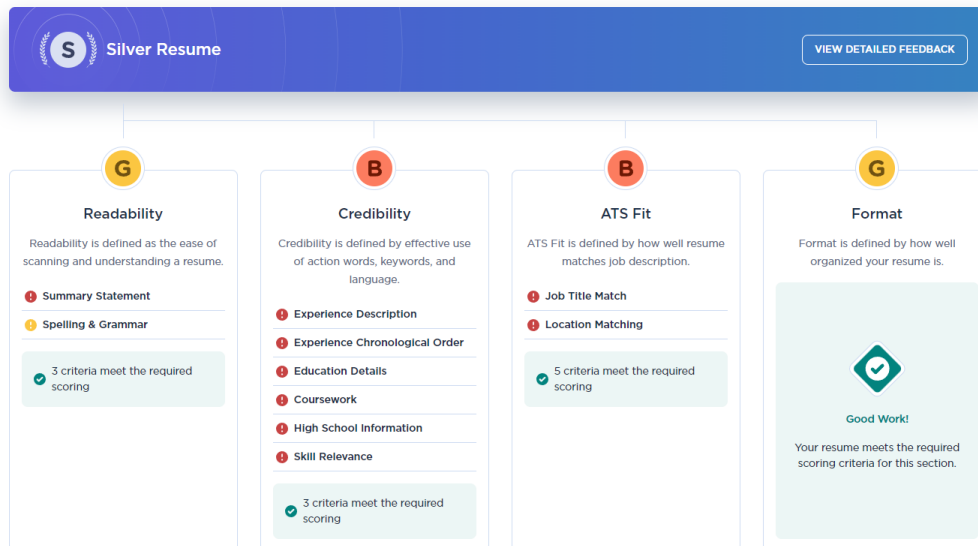 S
Silver Resume
VIEW DETAILED FEEDBACK
G
Readability
Readability is defined as the ease of
scanning and understanding a resume.
Summary Statement
Spelling & Grammar
3 criteria meet the required
scoring
B
Credibility
Credibility is defined by effective use
of action words, keywords, and
language.
Experience Description
Experience Chronological Order
Education Details
Coursework
High School Information
Skill Relevance
3 criteria meet the required
scoring
B
ATS Fit
ATS Fit is defined by how well resume
matches job description.
Job Title Match
Location Matching
5 criteria meet the required
scoring
G
Format
Format is defined by how well
organized your resume is.
Good Work!
Your resume meets the required
scoring criteria for this section.